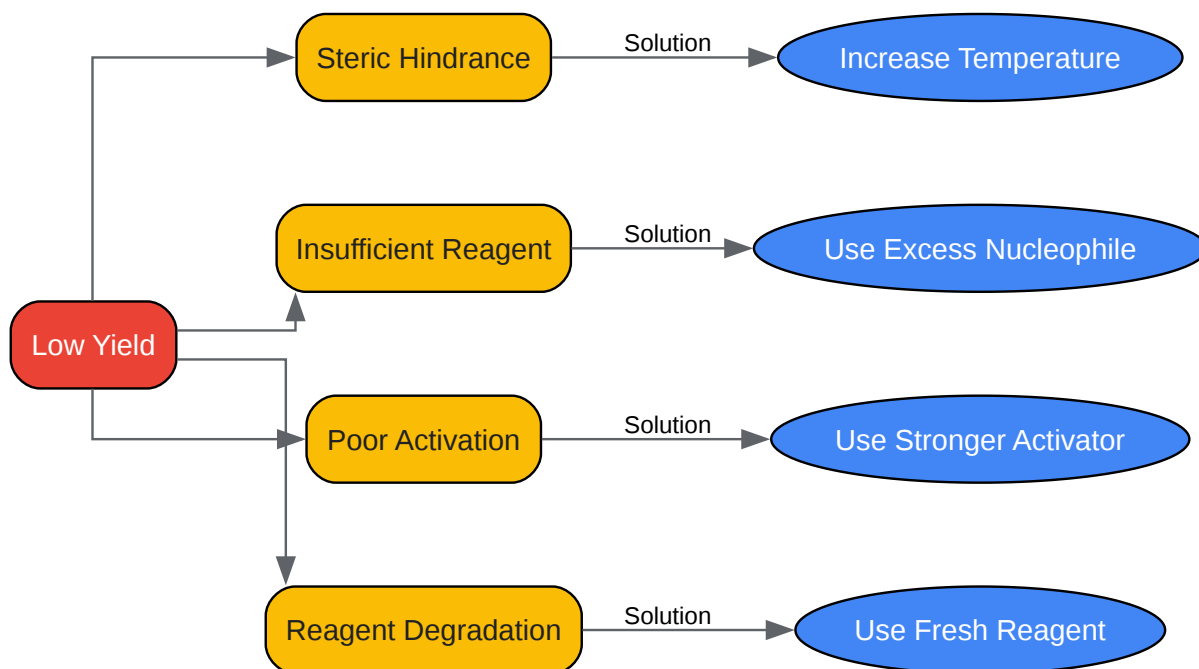 Steric Hindrance
Solution
Increase Temperature
Insufficient Reagent
Solution
Use Excess Nucleophile
Low Yield
Poor Activation
Solution
Use Stronger Activator
Reagent Degradation
Solution
Use Fresh Reagent